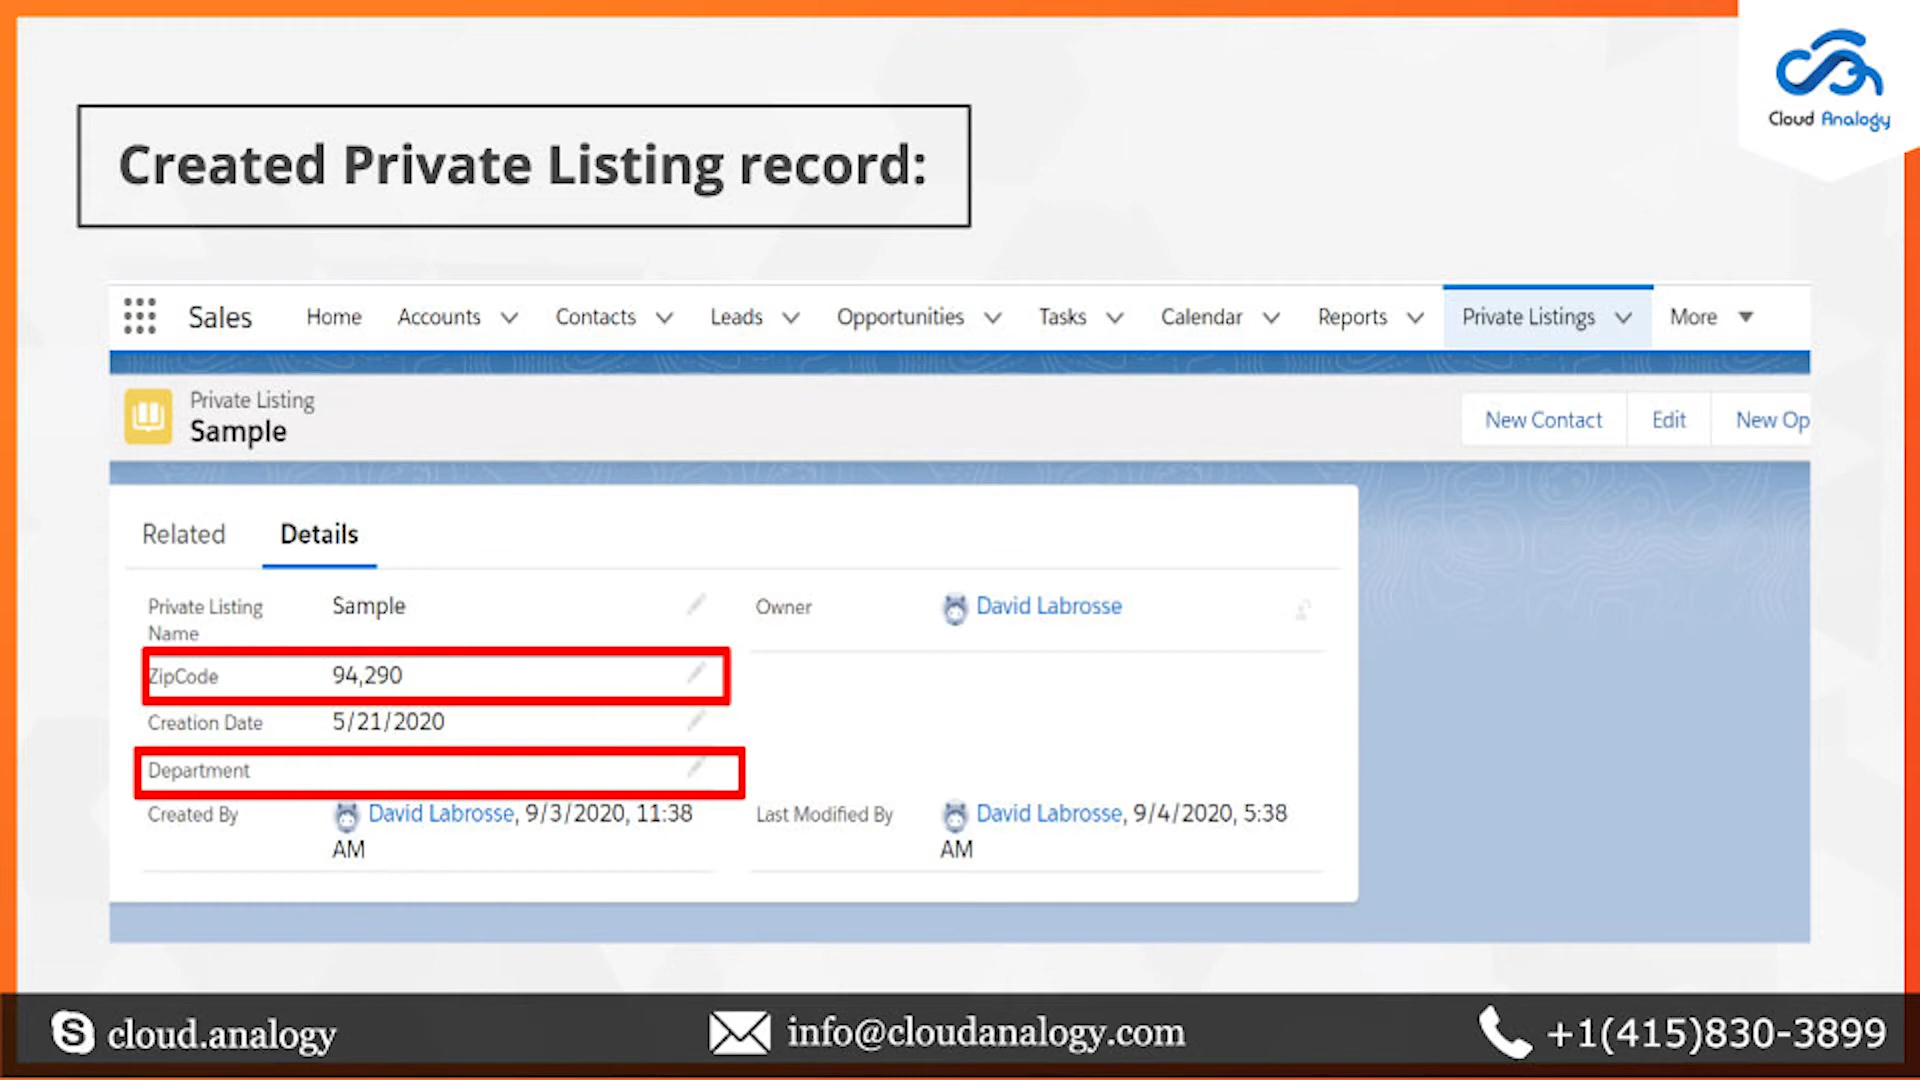 Cloud Analogy
Created Private Listing record:
Sales Home Accounts Contacts Leads Opportunities Tasks Calendar Reports Private Listings More
Private Listing
Sample
New Contact Edit New Op
Related Details
Private Listing Name Sample
Owner David Labrosse
ZipCode 94,290
Creation Date 5/21/2020
Department
Created By David Labrosse, 9/3/2020, 11:38 AM
Last Modified By David Labrosse, 9/4/2020, 5:38 AM
cloud.analogy info@cloudanalogy.com +1(415)830-3899